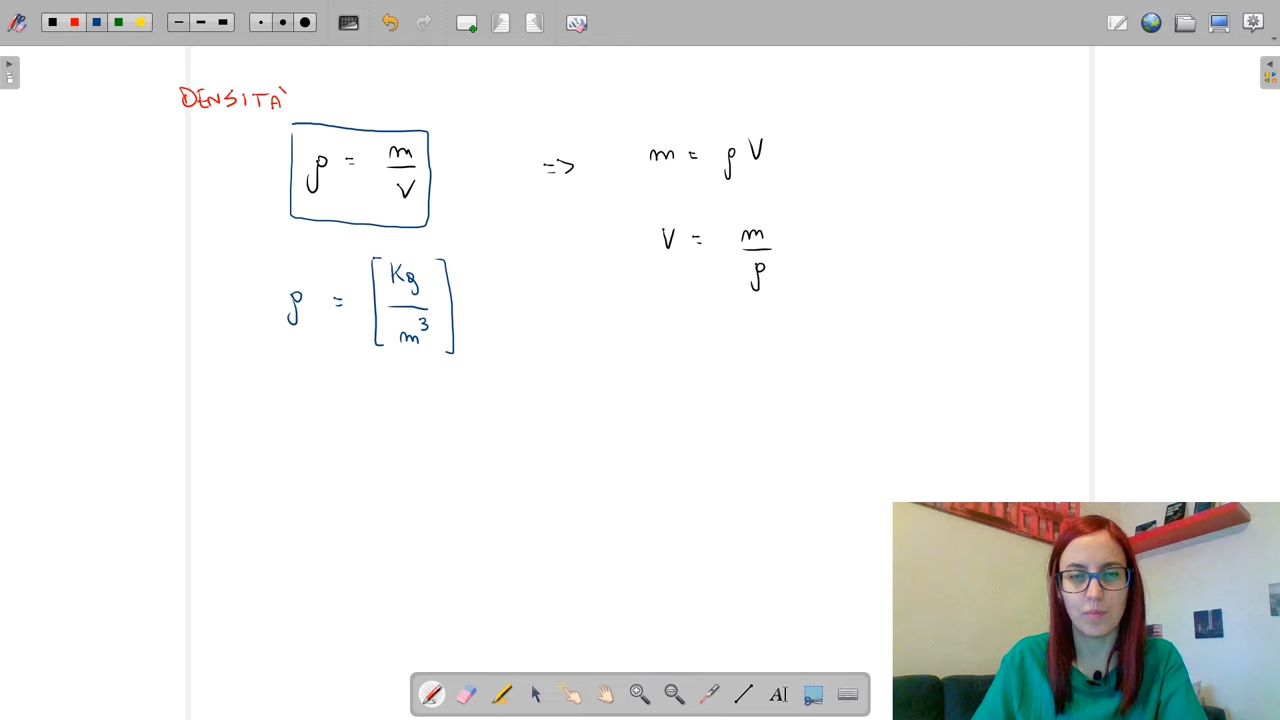 DENSITÀ
ρ = m/V => m = ρ V
V = m/ρ
ρ = [Kg/m³]